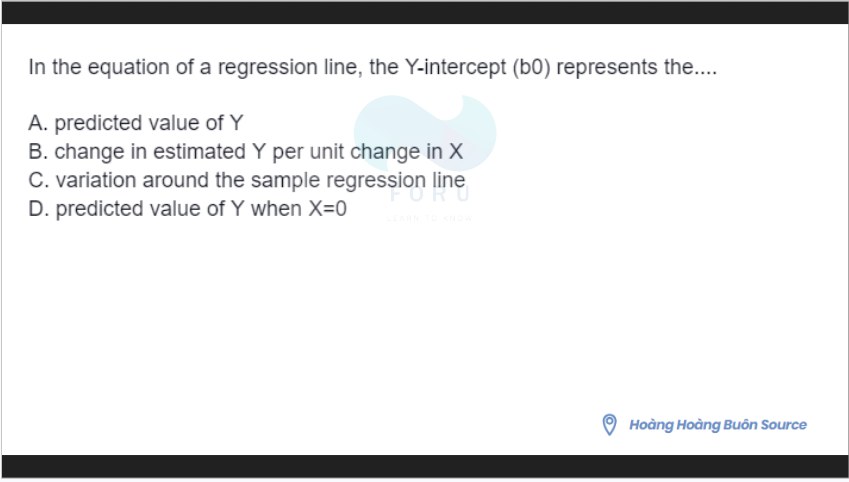 In the equation of a regression line, the Y-intercept (b0) represents the....
A. predicted value of Y
B. change in estimated Y per unit change in X
C. variation around the sample regression line
D. predicted value of Y when X=0
FORU
Hoàng Hoàng Buôn Source